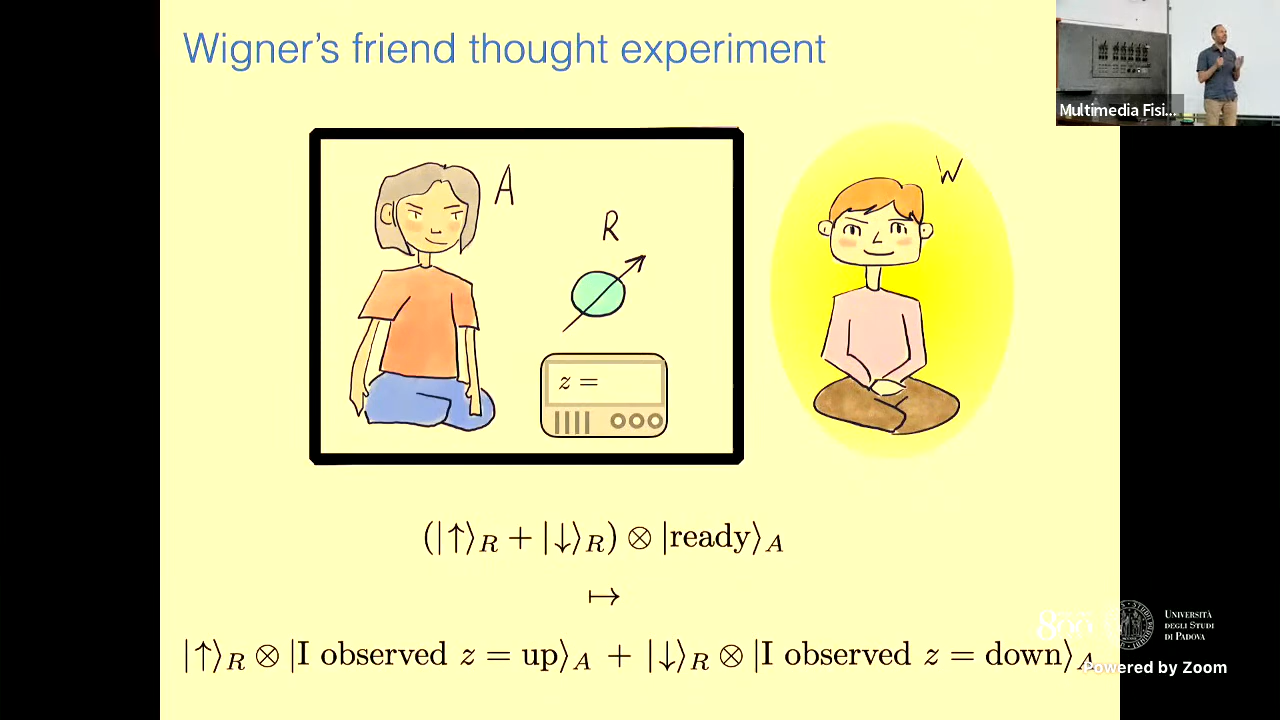 Wigner's friend thought experiment
Multimedia Fisi...
A
R
W
z =
(|↑⟩_R + |↓⟩_R) ⊗ |ready⟩_A
↦
|↑⟩_R ⊗ |I observed z = up⟩_A + |↓⟩_R ⊗ |I observed z = down⟩_A
800
UNIVERSITÀ
DEGLI STUDI
DI PADOVA
Powered by Zoom